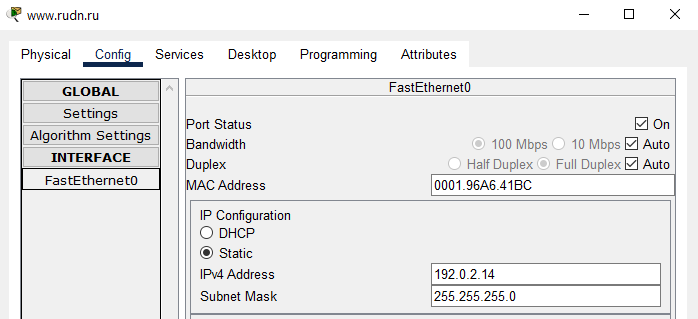 www.rudn.ru
Physical Config Services Desktop Programming Attributes
GLOBAL
Settings
Algorithm Settings
INTERFACE
FastEthernet0
FastEthernet0
Port Status On
Bandwidth 100 Mbps 10 Mbps Auto
Duplex Half Duplex Full Duplex Auto
MAC Address 0001.96A6.41BC
IP Configuration
DHCP
Static
IPv4 Address 192.0.2.14
Subnet Mask 255.255.255.0